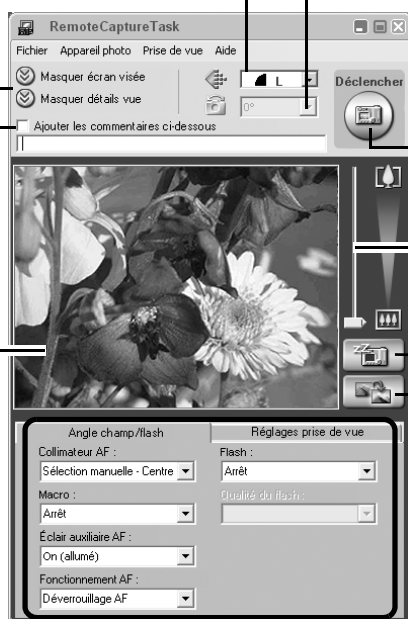 RemoteCaptureTask
Fichier Appareil photo Prise de vue Aide
Masquer écran visée
Masquer détails vue
L
0°
Déclencher
Ajouter les commentaires ci-dessous
Angle champ/flash
Réglages prise de vue
Collimateur AF :
Sélection manuelle - Centre
Flash :
Arrêt
Macro :
Arrêt
Qualité du flash :
Éclair auxiliaire AF :
On (allumé)
Fonctionnement AF :
Déverrouillage AF